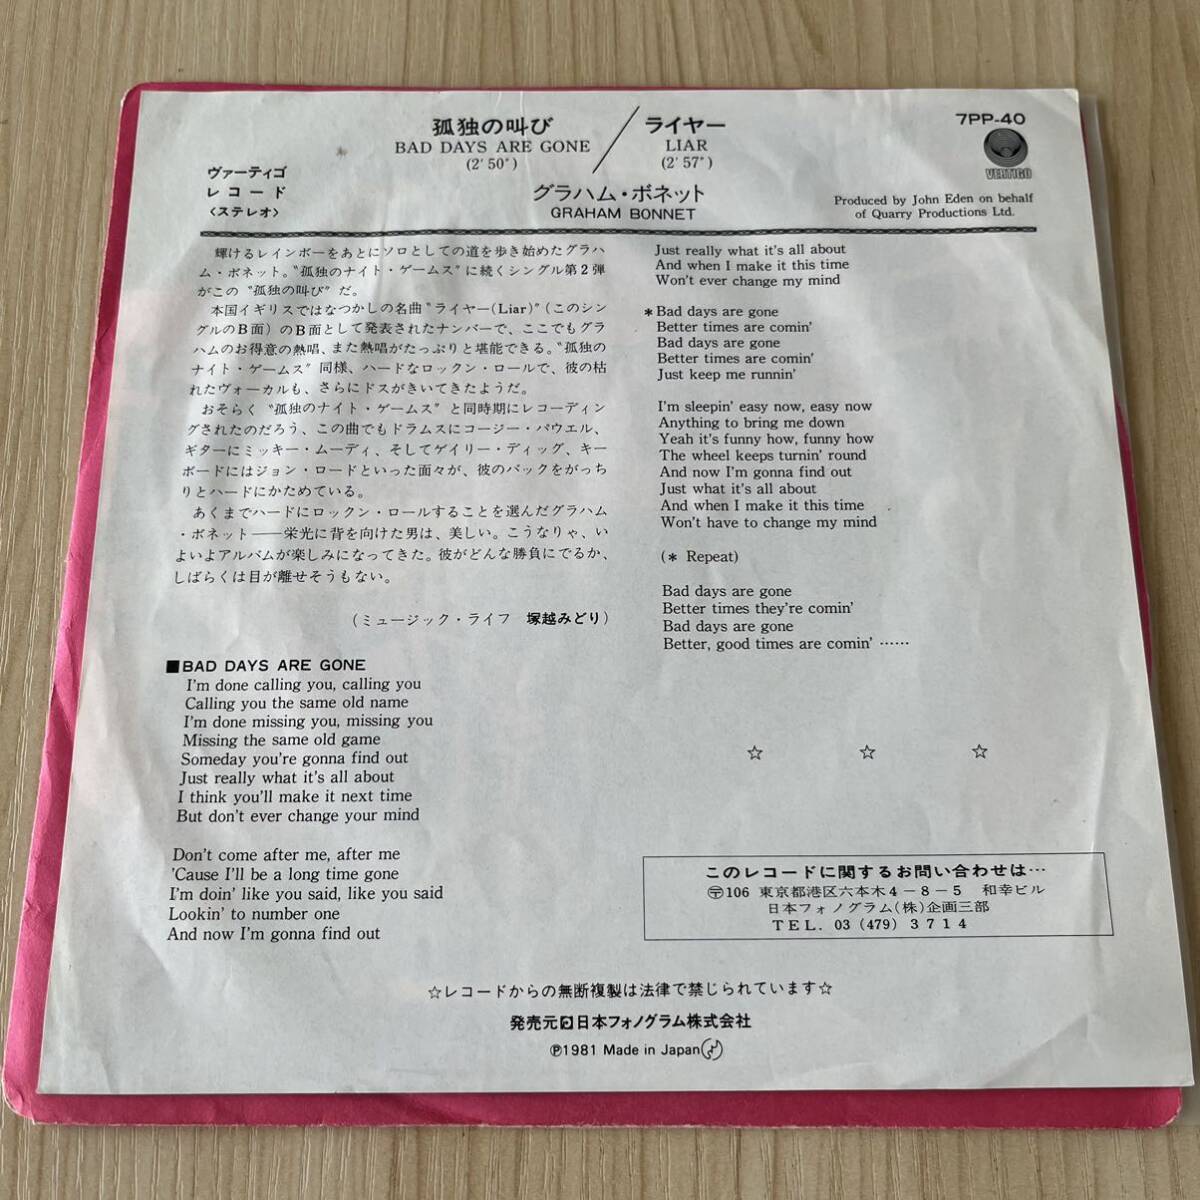 孤独の叫び
BAD DAYS ARE GONE
(2'50")
ライヤー
LIAR
(2'57")
7PP-40
VERTIGO
ヴァーティゴ
レコード
〈ステレオ〉
グラハム・ボネット
GRAHAM BONNET
Produced by John Eden on behalf
of Quarry Productions Ltd.
輝けるレインボーをあとにソロとしての道を歩き始めたグラハ
ム・ボネット。"孤独のナイト・ゲームス"に続くシングル第2弾
がこの"孤独の叫び"だ。
本国イギリスではなつかしの名曲"ライヤー(Liar)"(このシン
グルのB面)のB面として発表されたナンバーで、ここでもグラ
ハムのお得意の熱唱、また熱唱がたっぷりと堪能できる。"孤独の
ナイト・ゲームス"同様、ハードなロックン・ロールで、彼の枯
れたヴォーカルも、さらにドスがきいてきたようだ。
おそらく"孤独のナイト・ゲームス"と同時期にレコーディン
グされたのだろう、この曲でもドラムスにコージー・パウエル、
ギターにミッキー・ムーディ、そしてゲイリー・ディッグ、キー
ボードにはジョン・ロードといった面々が、彼のバックをがっち
りとハードにかためている。
あくまでハードにロックン・ロールすることを選んだグラハム
・ボネット――栄光に背を向けた男は、美しい。こうなりゃ、い
よいよアルバムが楽しみになってきた。彼がどんな勝負にでるか、
しばらくは目が離せそうもない。
(ミュージック・ライフ 塚越みどり)
■BAD DAYS ARE GONE
I'm done calling you, calling you
Calling you the same old name
I'm done missing you, missing you
Missing the same old game
Someday you're gonna find out
Just really what it's all about
I think you'll make it next time
But don't ever change your mind
Don't come after me, after me
'Cause I'll be a long time gone
I'm doin' like you said, like you said
Lookin' to number one
And now I'm gonna find out
Just really what it's all about
And when I make it this time
Won't ever change my mind
*Bad days are gone
Better times are comin'
Bad days are gone
Better times are comin'
Just keep me runnin'
I'm sleepin' easy now, easy now
Anything to bring me down
Yeah it's funny how, funny how
The wheel keeps turnin' round
And now I'm gonna find out
Just what it's all about
And when I make it this time
Won't have to change my mind
(* Repeat)
Bad days are gone
Better times they're comin'
Bad days are gone
Better, good times are comin' ……
☆ ☆ ☆
このレコードに関するお問い合わせは…
〒106 東京都港区六本木4-8-5 和幸ビル
日本フォノグラム(株)企画三部
TEL. 03 (479) 3714
☆レコードからの無断複製は法律で禁じられています☆
発売元 日本フォノグラム株式会社
℗1981 Made in Japan